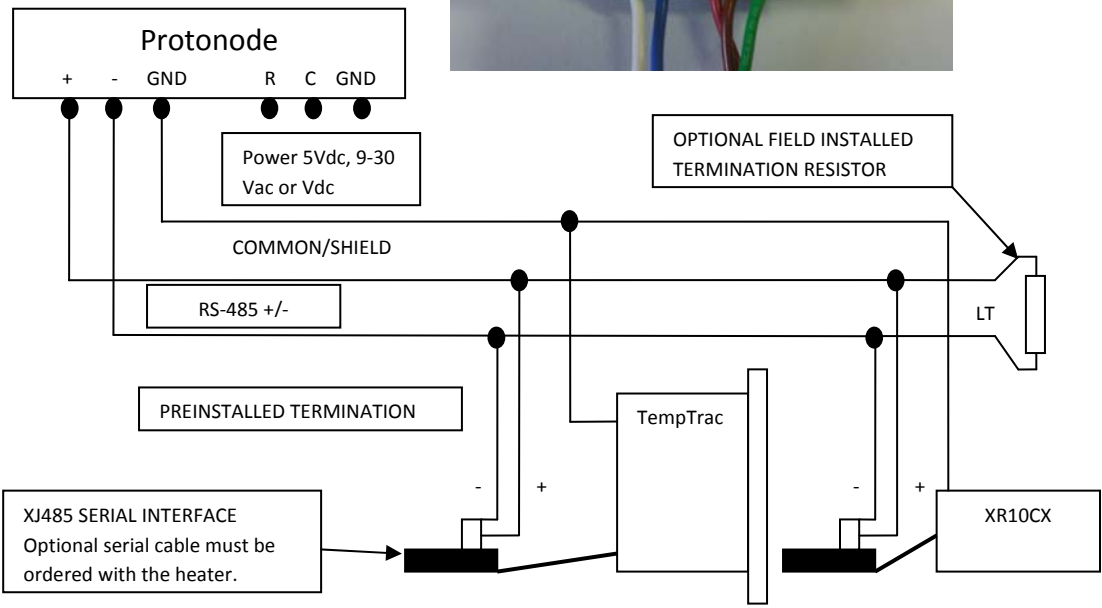 Protonode
+ - GND R C GND
Power 5Vdc, 9-30
Vac or Vdc
OPTIONAL FIELD INSTALLED
TERMINATION RESISTOR
COMMON/SHIELD
RS-485 +/-
LT
PREINSTALLED TERMINATION
TempTrac
- + - +
XJ485 SERIAL INTERFACE
Optional serial cable must be
ordered with the heater.
XR10CX